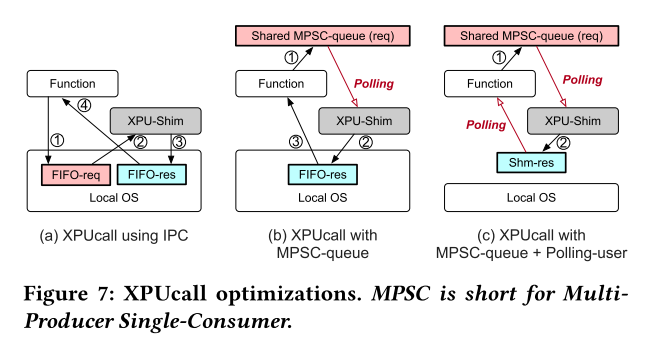 Function
④
XPU-Shim
①
②
③
FIFO-req
FIFO-res
Local OS
(a) XPUcall using IPC
Shared MPSC-queue (req)
①
Polling
Function
XPU-Shim
③
②
FIFO-res
Local OS
(b) XPUcall with
MPSC-queue
Shared MPSC-queue (req)
①
Polling
Function
Polling
XPU-Shim
②
Shm-res
Local OS
(c) XPUcall with
MPSC-queue + Polling-user
Figure 7: XPUcall optimizations. MPSC is short for Multi-
Producer Single-Consumer.